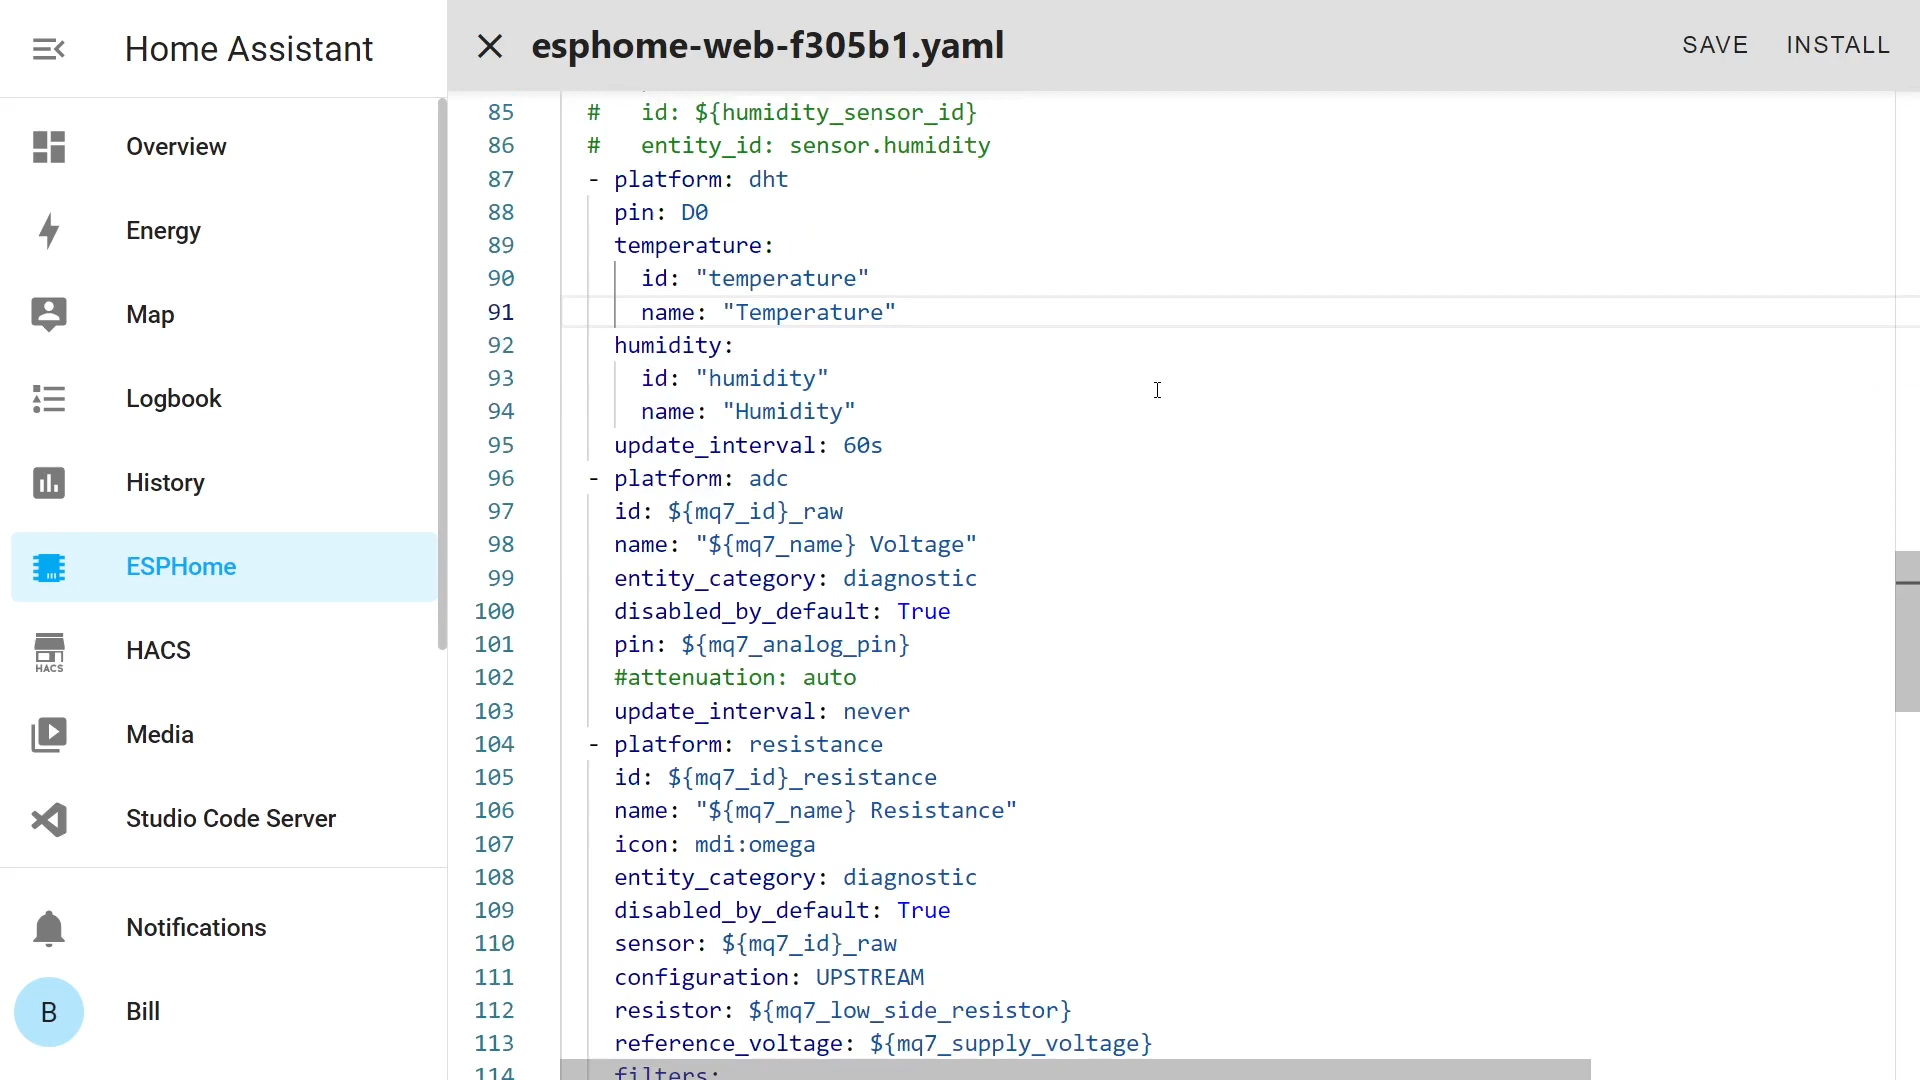 Home Assistant
Overview
Energy
Map
Logbook
History
ESPHome
HACS
HACS
Media
Studio Code Server
Notifications
B
Bill
esphome-web-f305b1.yaml
SAVE
INSTALL
85 #   id: ${humidity_sensor_id}
86 #   entity_id: sensor.humidity
87 - platform: dht
88 pin: D0
89 temperature:
90 id: "temperature"
91 name: "Temperature"
92 humidity:
93 id: "humidity"
94 name: "Humidity"
95 update_interval: 60s
96 - platform: adc
97 id: ${mq7_id}_raw
98 name: "${mq7_name} Voltage"
99 entity_category: diagnostic
100 disabled_by_default: True
101 pin: ${mq7_analog_pin}
102 #attenuation: auto
103 update_interval: never
104 - platform: resistance
105 id: ${mq7_id}_resistance
106 name: "${mq7_name} Resistance"
107 icon: mdi:omega
108 entity_category: diagnostic
109 disabled_by_default: True
110 sensor: ${mq7_id}_raw
111 configuration: UPSTREAM
112 resistor: ${mq7_low_side_resistor}
113 reference_voltage: ${mq7_supply_voltage}
114 filters: